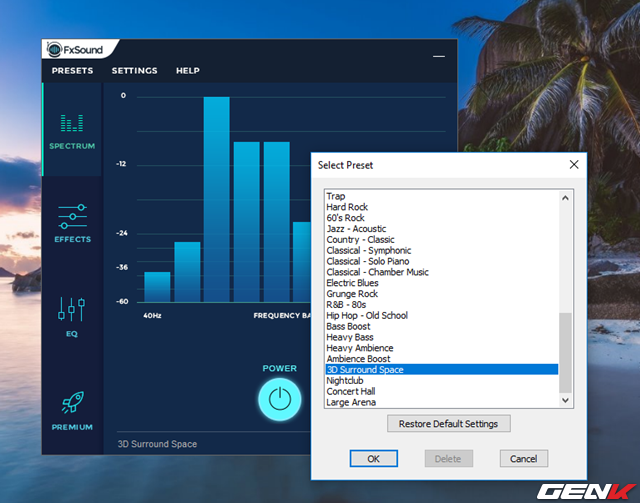 FxSound
PRESETS SETTINGS HELP
SPECTRUM
EFFECTS
EQ
PREMIUM
0
-12
-24
-36
-60
40Hz
FREQUENCY BA
POWER
3D Surround Space
Select Preset
Trap
Hard Rock
60's Rock
Jazz - Acoustic
Country - Classic
Classical - Symphonic
Classical - Solo Piano
Classical - Chamber Music
Electric Blues
Grunge Rock
R&B - 80s
Hip Hop - Old School
Bass Boost
Heavy Bass
Heavy Ambience
Ambience Boost
3D Surround Space
Nightclub
Concert Hall
Large Arena
Restore Default Settings
OK Delete Cancel
GENK